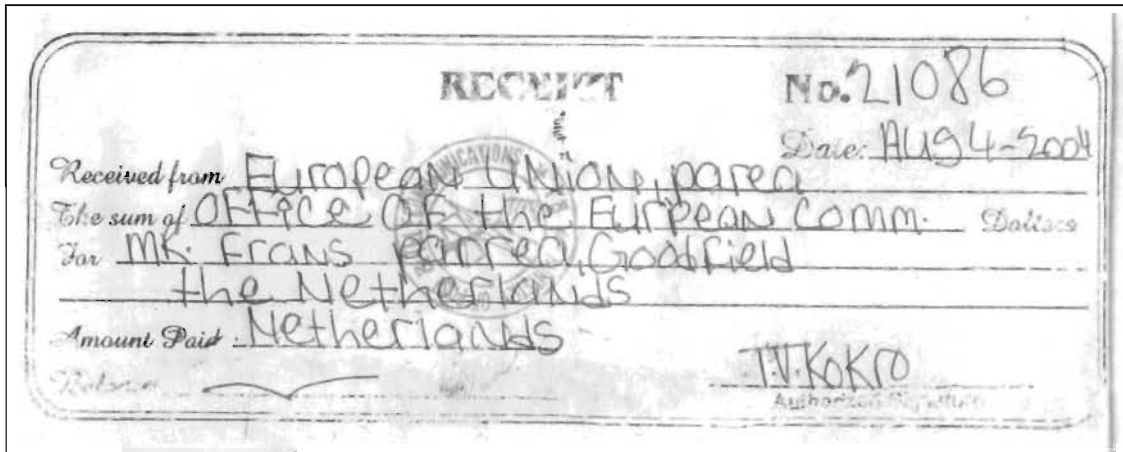 RECEIPT
No. 21086
Date: AUG 4-2004
Received from European UNion, parea
The sum of OFFice OF the EurPean Comm. Dollars
For MR. Frans Goodfield
the Netherlands
Amount Paid Netherlands
Balance
T.V.KoKro
Authorized Signature